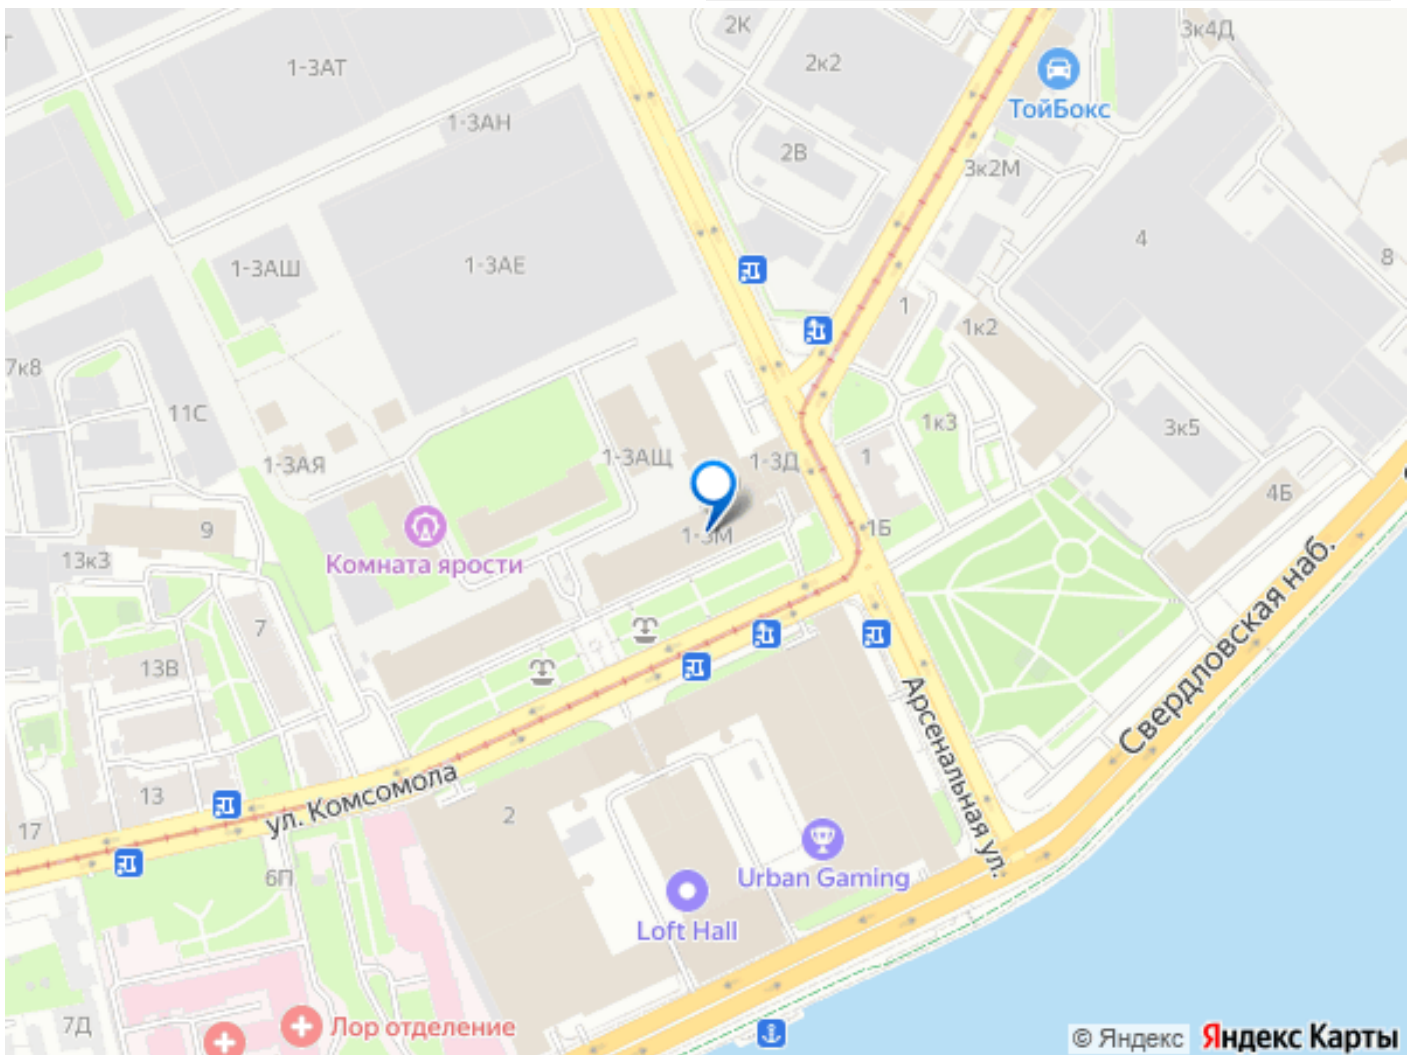 2К
3к4Д
1-3АТ
2к2
ТойБокс
1-3АН
2В
3к2М
4
8
1-3АШ
1-3АЕ
1
1к2
7к8
11С
1к3
3к5
1-3АЯ
1-3АЩ
1-3Д
1
4Б
9
Комната ярости
1-3М
1Б
13к3
Свердловская наб.
7
13В
Арсенальная ул.
ул. Комсомола
13
17
2
6П
Urban Gaming
Loft Hall
7Д
Лор отделение
© Яндекс
Яндекс Карты